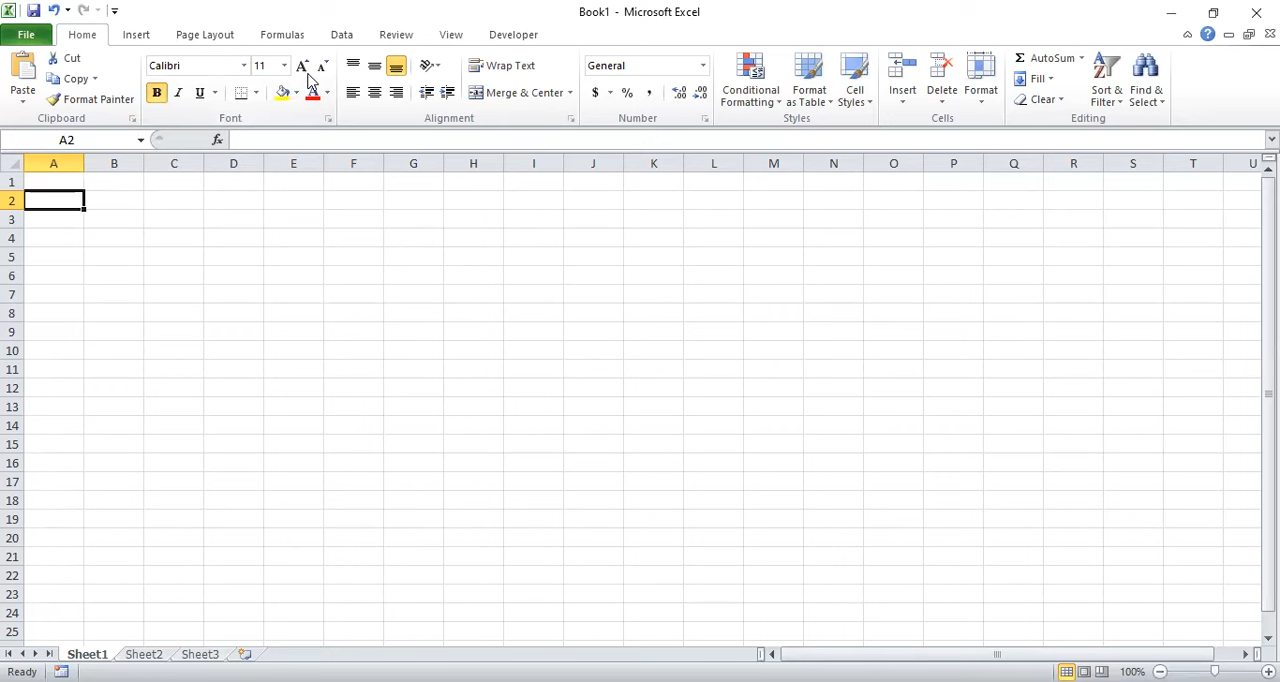 Book1 - Microsoft Excel
File Home Insert Page Layout Formulas Data Review View Developer
Paste
Cut
Copy
Format Painter
Clipboard
Calibri 11
B I U
Font
Wrap Text
Merge & Center
Alignment
General
$ % ,
Number
Conditional Formatting
Format as Table
Cell Styles
Styles
Insert
Delete
Format
Cells
Σ AutoSum
Fill
Clear
Sort & Filter
Find & Select
Editing
A2 fx
A B C D E F G H I J K L M N O P Q R S T U
1
2
3
4
5
6
7
8
9
10
11
12
13
14
15
16
17
18
19
20
21
22
23
24
25
Sheet1 Sheet2 Sheet3
Ready 100%